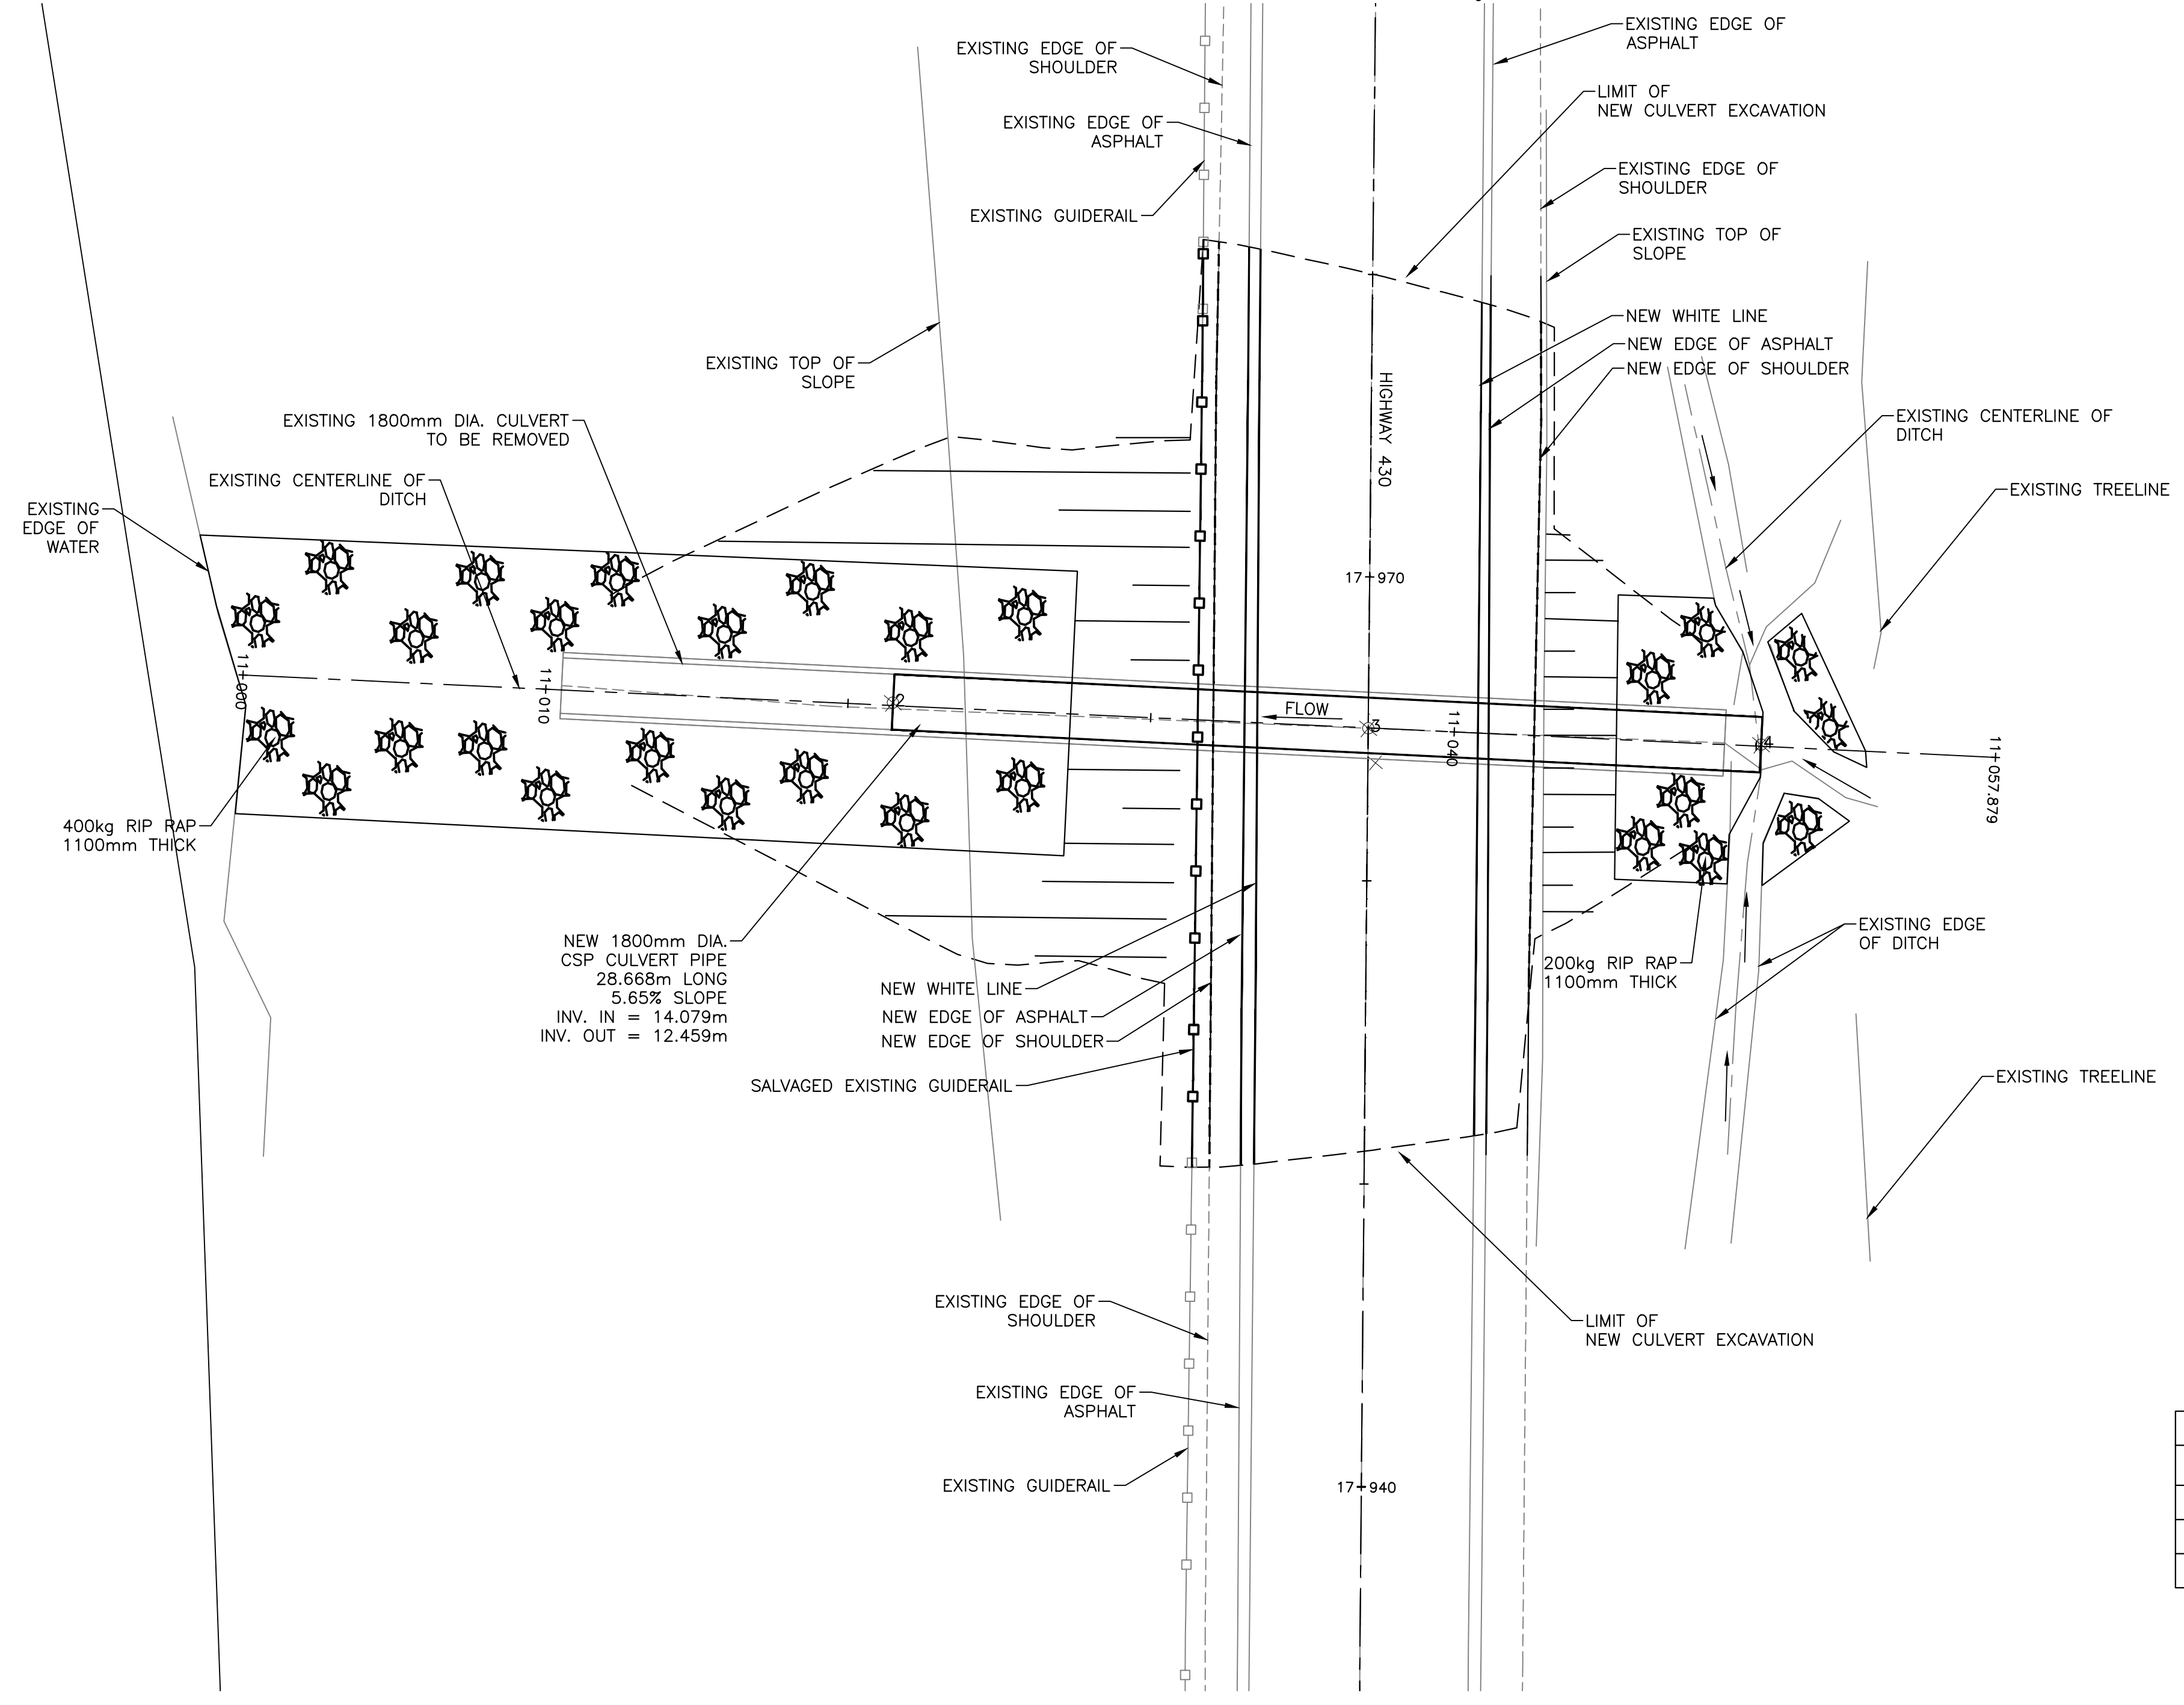 EXISTING EDGE OF
SHOULDER
EXISTING EDGE OF
ASPHALT
EXISTING GUIDERAIL
EXISTING EDGE OF
ASPHALT
LIMIT OF
NEW CULVERT EXCAVATION
EXISTING EDGE OF
SHOULDER
EXISTING TOP OF
SLOPE
NEW WHITE LINE
NEW EDGE OF ASPHALT
NEW EDGE OF SHOULDER
EXISTING TOP OF
SLOPE
HIGHWAY 430
EXISTING 1800mm DIA. CULVERT
TO BE REMOVED
EXISTING CENTERLINE OF
DITCH
EXISTING CENTERLINE OF
DITCH
EXISTING TREELINE
EXISTING
EDGE OF
WATER
17+970
11+000
11+010
2
FLOW
3
11+040
4
11+057.879
400kg RIP RAP
1100mm THICK
NEW 1800mm DIA.
CSP CULVERT PIPE
28.668m LONG
5.65% SLOPE
INV. IN = 14.079m
INV. OUT = 12.459m
NEW WHITE LINE
NEW EDGE OF ASPHALT
NEW EDGE OF SHOULDER
SALVAGED EXISTING GUIDERAIL
200kg RIP RAP
1100mm THICK
EXISTING EDGE
OF DITCH
EXISTING TREELINE
EXISTING EDGE OF
SHOULDER
LIMIT OF
NEW CULVERT EXCAVATION
EXISTING EDGE OF
ASPHALT
EXISTING GUIDERAIL
17+940